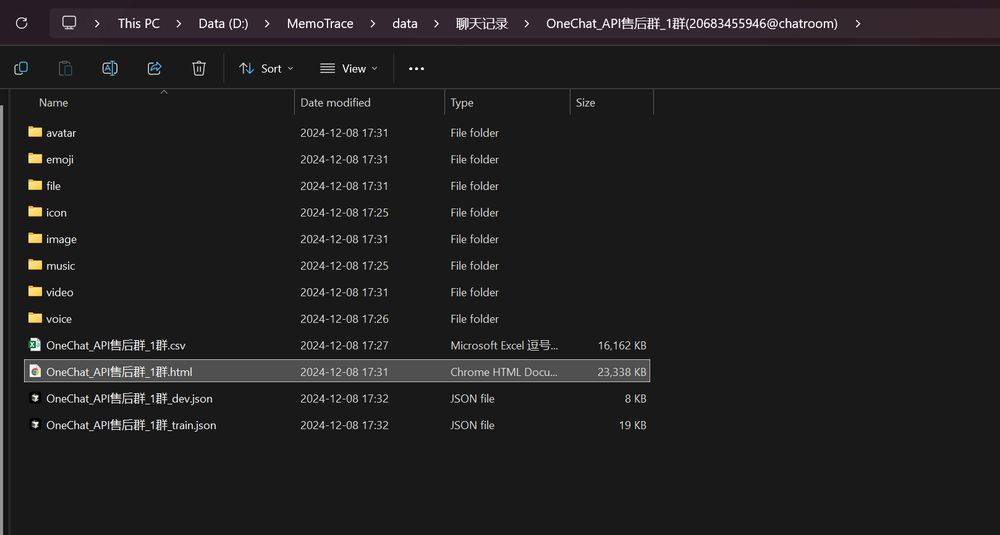 This PC > Data (D:) > MemoTrace > data > 聊天记录 > OneChat_API售后群_1群(20683455946@chatroom) >
Sort View ...
Name Date modified Type Size
avatar 2024-12-08 17:31 File folder
emoji 2024-12-08 17:31 File folder
file 2024-12-08 17:31 File folder
icon 2024-12-08 17:25 File folder
image 2024-12-08 17:31 File folder
music 2024-12-08 17:25 File folder
video 2024-12-08 17:31 File folder
voice 2024-12-08 17:26 File folder
OneChat_API售后群_1群.csv 2024-12-08 17:27 Microsoft Excel 逗号... 16,162 KB
OneChat_API售后群_1群.html 2024-12-08 17:31 Chrome HTML Docu... 23,338 KB
OneChat_API售后群_1群_dev.json 2024-12-08 17:32 JSON file 8 KB
OneChat_API售后群_1群_train.json 2024-12-08 17:32 JSON file 19 KB